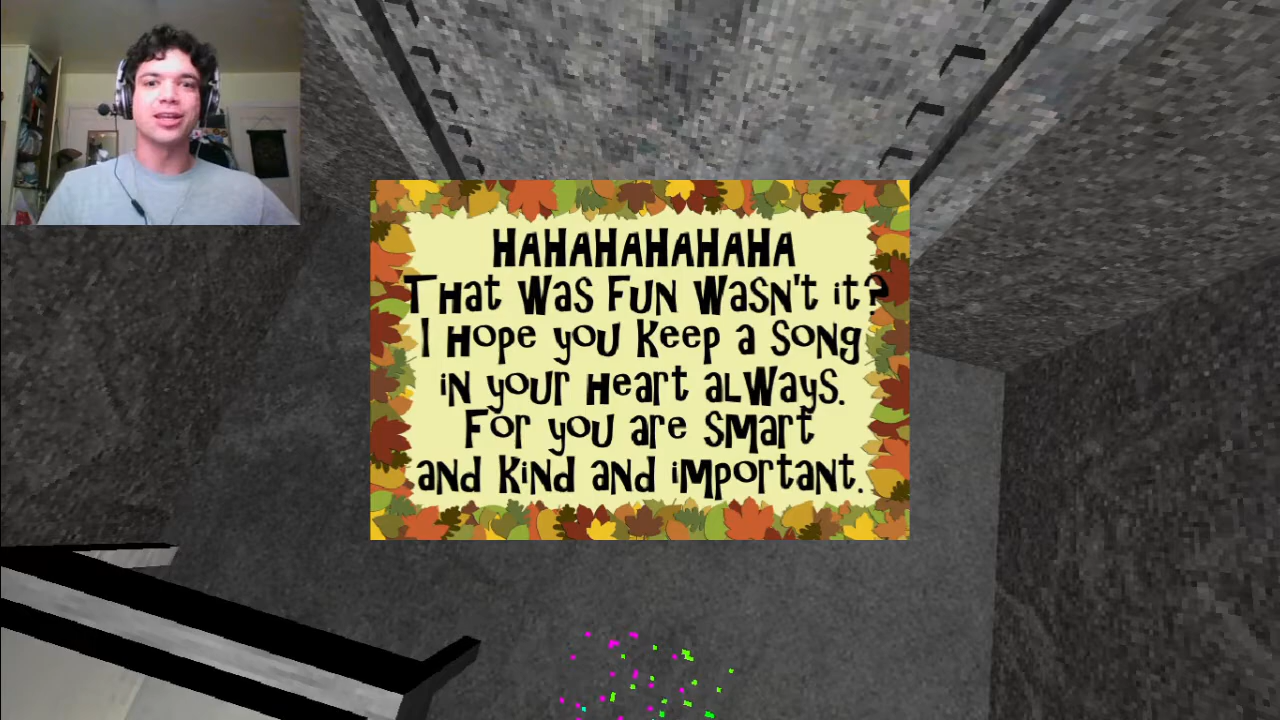 HAHAHAHAHAHA
THat Was FUN WasN't it?
I Hope yoU Keep a SoNg
iN yoUr Heart alWays.
For yoU are SMart
and KiNd and iMportant.